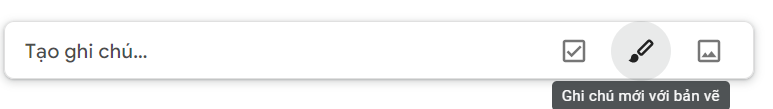 Tạo ghi chú...
Ghi chú mới với bản vẽ